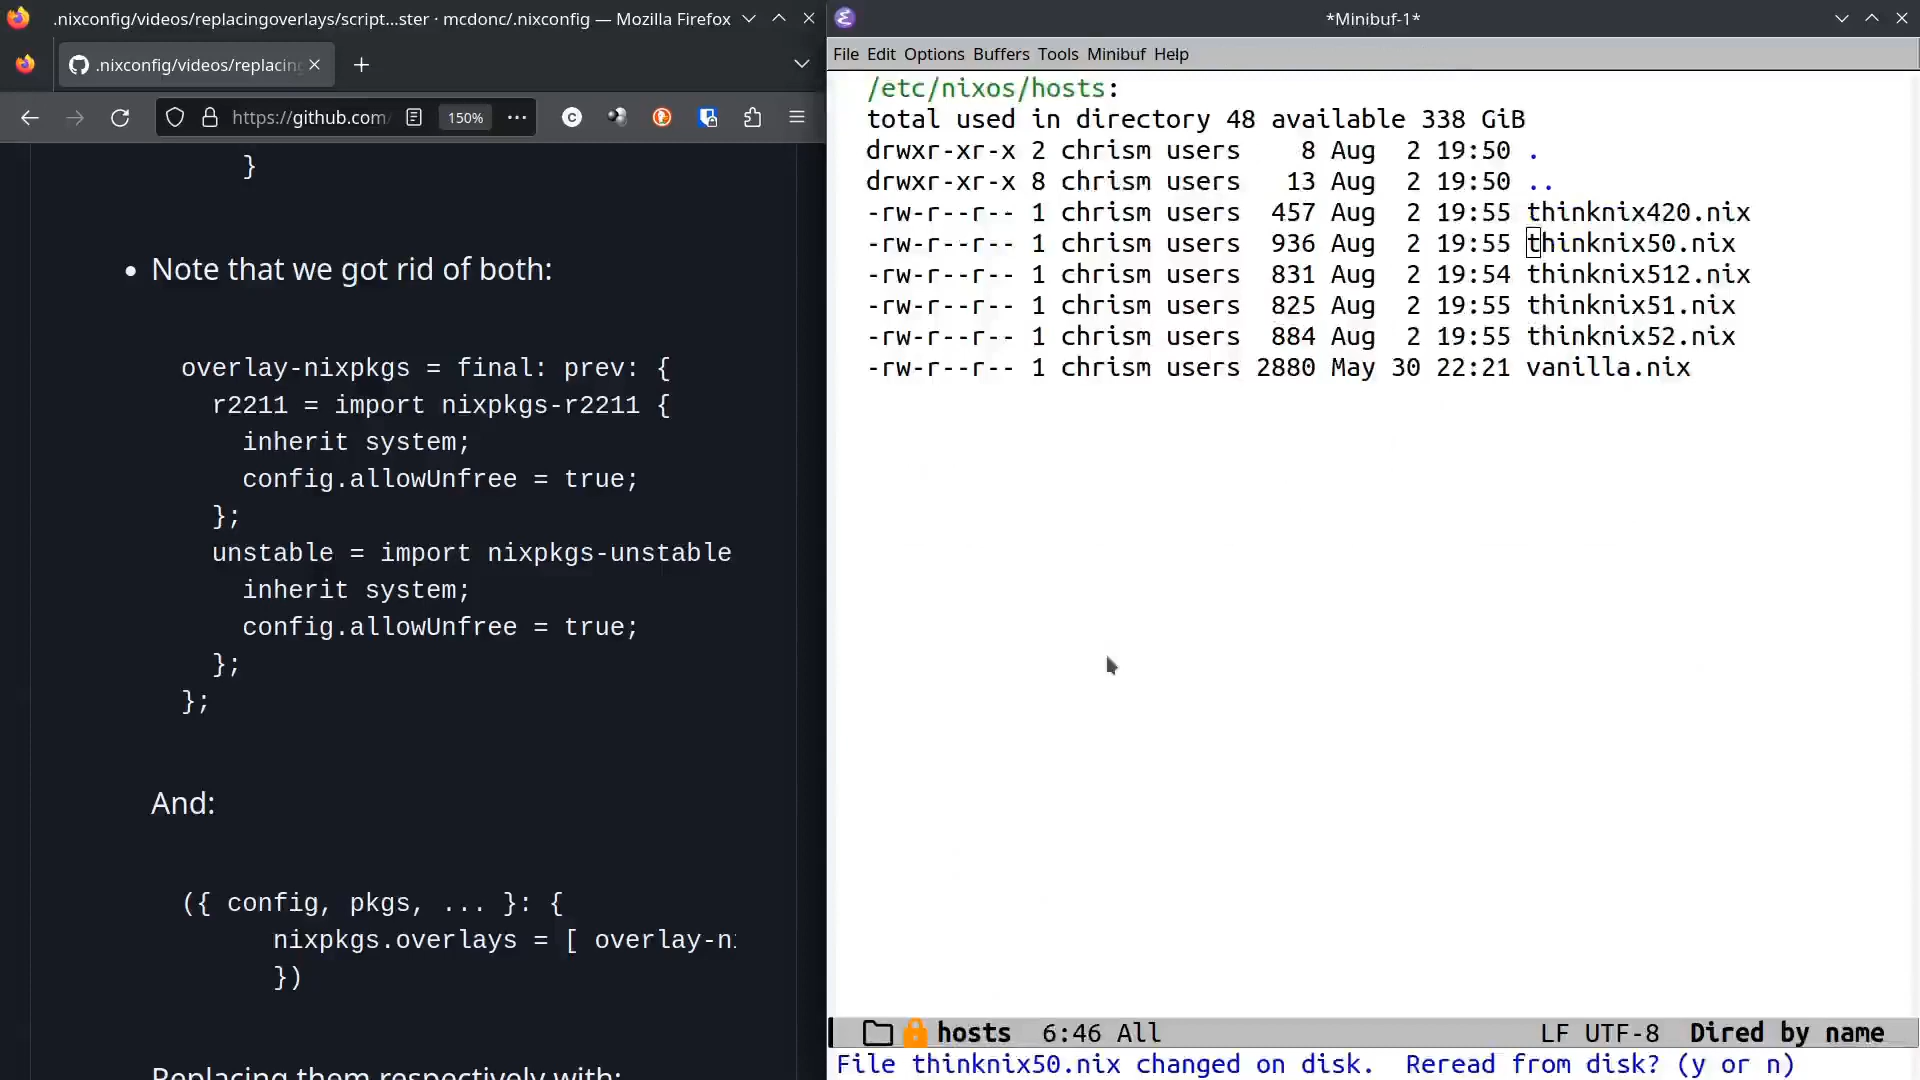 .nixconfig/videos/replacingoverlays/script...ster · mcdonc/.nixconfig — Mozilla Firefox
.nixconfig/videos/replacing
https://github.com/
150%
}
• Note that we got rid of both:
overlay-nixpkgs = final: prev: {
r2211 = import nixpkgs-r2211 {
inherit system;
config.allowUnfree = true;
};
unstable = import nixpkgs-unstable
inherit system;
config.allowUnfree = true;
};
};
And:
({ config, pkgs, ... }: {
nixpkgs.overlays = [ overlay-ni
})
Replacing them respectively with:
*Minibuf-1*
File Edit Options Buffers Tools Minibuf Help
/etc/nixos/hosts:
total used in directory 48 available 338 GiB
drwxr-xr-x 2 chrism users 8 Aug 2 19:50 .
drwxr-xr-x 8 chrism users 13 Aug 2 19:50 ..
-rw-r--r-- 1 chrism users 457 Aug 2 19:55 thinknix420.nix
-rw-r--r-- 1 chrism users 936 Aug 2 19:55 thinknix50.nix
-rw-r--r-- 1 chrism users 831 Aug 2 19:54 thinknix512.nix
-rw-r--r-- 1 chrism users 825 Aug 2 19:55 thinknix51.nix
-rw-r--r-- 1 chrism users 884 Aug 2 19:55 thinknix52.nix
-rw-r--r-- 1 chrism users 2880 May 30 22:21 vanilla.nix
hosts 6:46 All LF UTF-8 Dired by name
File thinknix50.nix changed on disk. Reread from disk? (y or n)